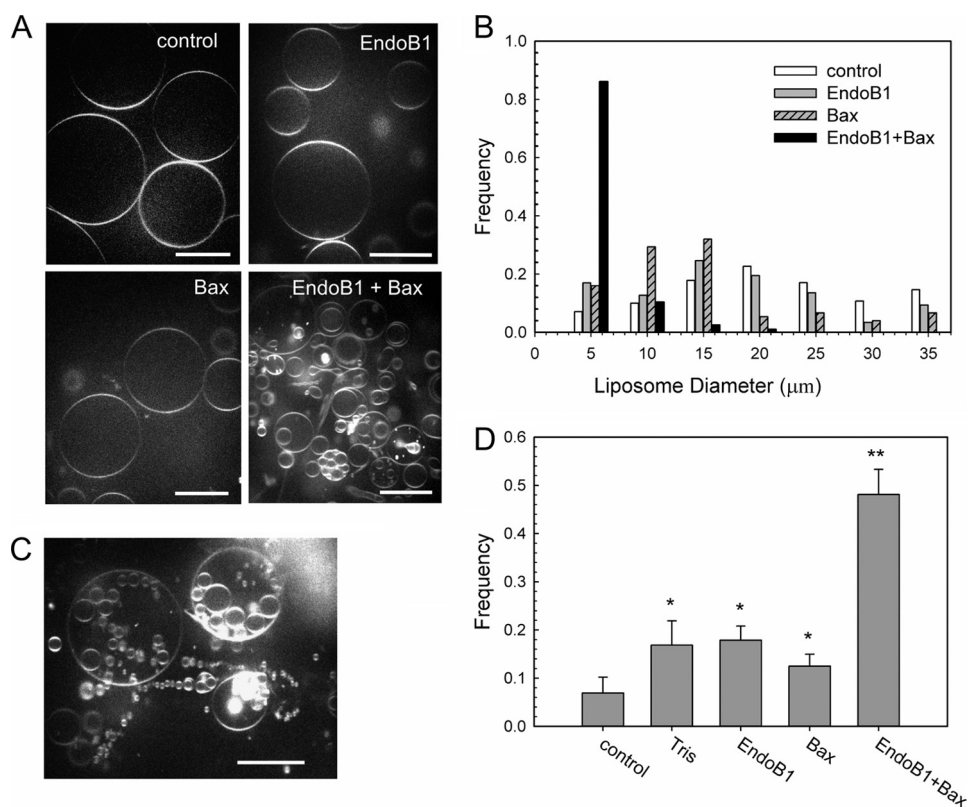 A
control
EndoB1
Bax
EndoB1 + Bax
B
1.0
0.8
0.6
0.4
0.2
0.0
Frequency
control
EndoB1
Bax
EndoB1+Bax
0 5 10 15 20 25 30 35
Liposome Diameter (μm)
C
D
0.6
0.5
0.4
0.3
0.2
0.1
0.0
Frequency
*
*
*
**
control
Tris
EndoB1
Bax
EndoB1+Bax